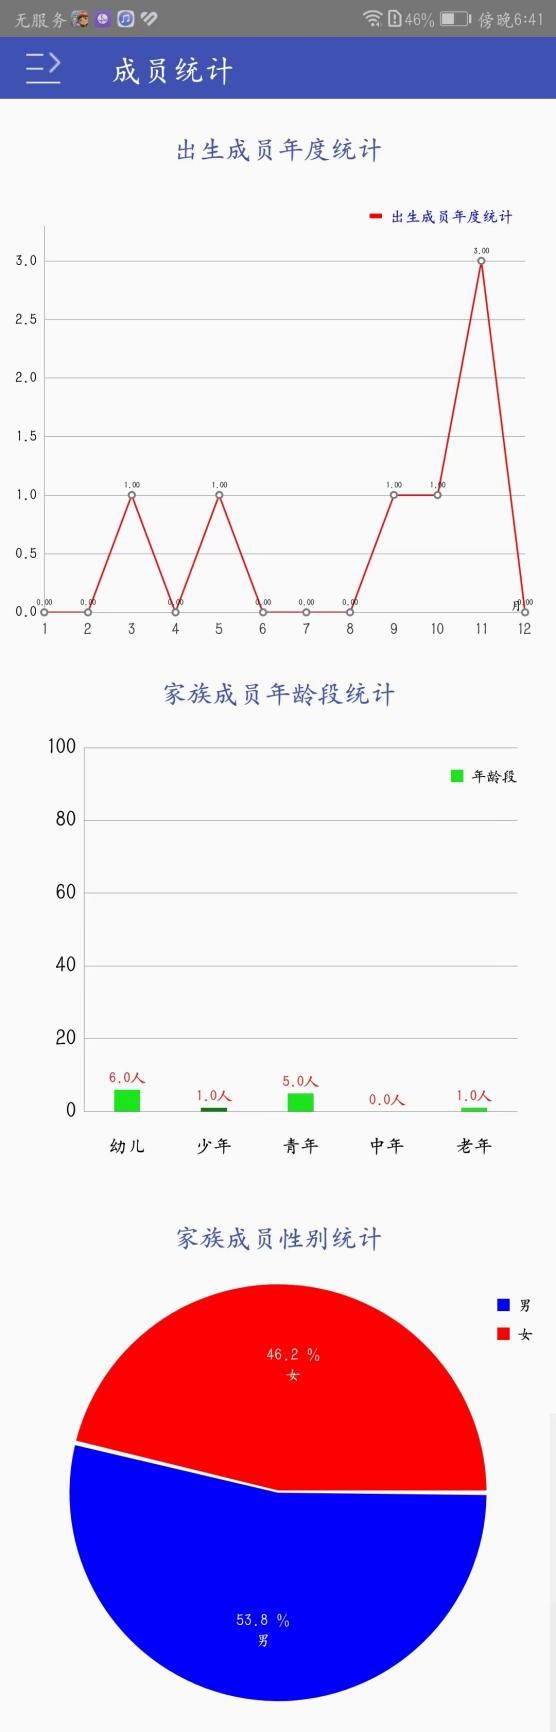 无服务 46% 傍晚6:41
成员统计
出生成员年度统计
出生成员年度统计
3.00
3.0
2.5
2.0
1.5
1.00 1.00 1.00 1.00
1.0
0.5
0.00 0.00 0.00 0.00 0.00 0.00 月 0.00
0.0
1 2 3 4 5 6 7 8 9 10 11 12
家族成员年龄段统计
100
年龄段
80
60
40
20
6.0人 1.0人 5.0人 0.0人 1.0人
0
幼儿 少年 青年 中年 老年
家族成员性别统计
男
女
46.2 %
女
53.8 %
男